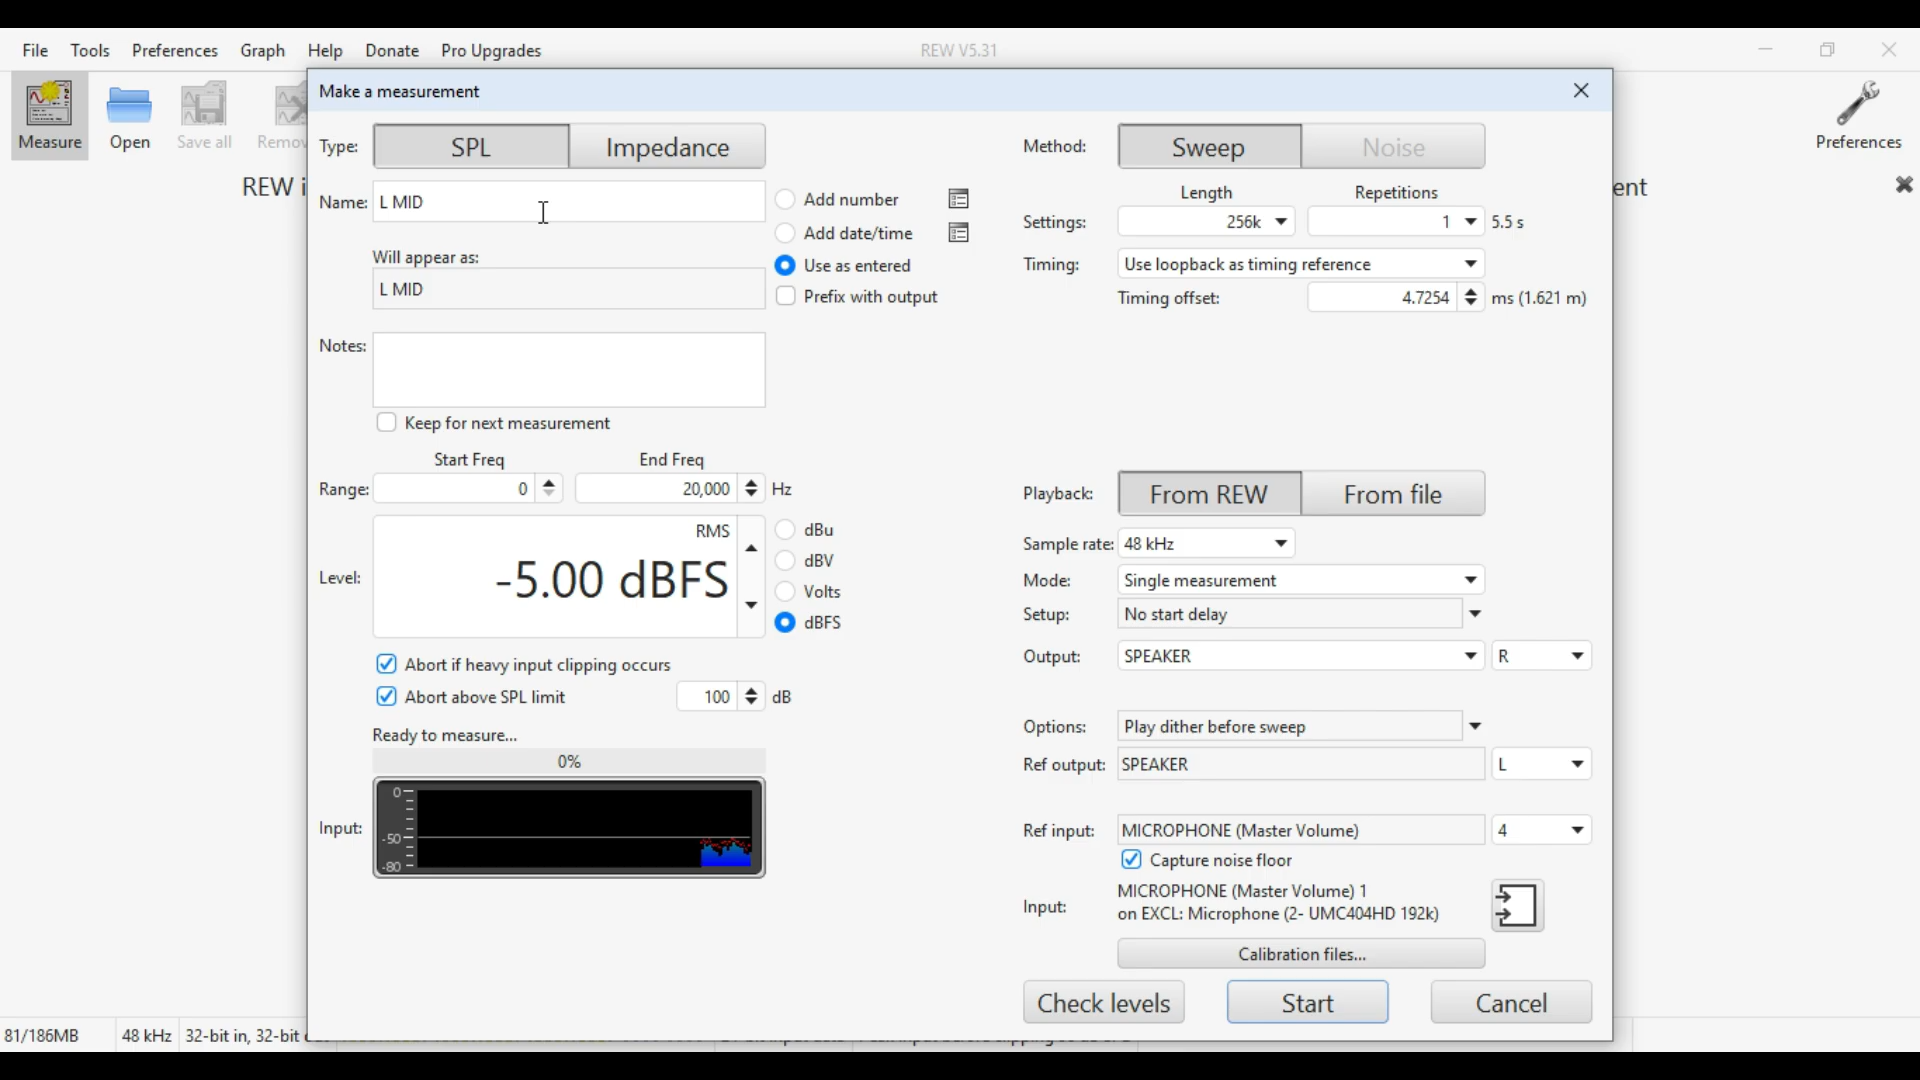 File Tools Preferences Graph Help Donate Pro Upgrades REW V5.31
Measure Open Save all Remov Preferences
REW i
ent
Make a measurement
Type: SPL Impedance
Name: L MID
Add number
Add date/time
Use as entered
Prefix with output
Will appear as:
L MID
Notes:
Keep for next measurement
Start Freq End Freq
Range: 0 20,000 Hz
Level: RMS
-5.00 dBFS
dBu
dBV
Volts
dBFS
Abort if heavy input clipping occurs
Abort above SPL limit 100 dB
Ready to measure...
0%
Input:
0
-50
-80
Method: Sweep Noise
Length Repetitions
Settings: 256k 1 5.5 s
Timing: Use loopback as timing reference
Timing offset: 4.7254 ms (1.621 m)
Playback: From REW From file
Sample rate: 48 kHz
Mode: Single measurement
Setup: No start delay
Output: SPEAKER R
Options: Play dither before sweep
Ref output: SPEAKER L
Ref input: MICROPHONE (Master Volume) 4
Capture noise floor
Input: MICROPHONE (Master Volume) 1
on EXCL: Microphone (2- UMC404HD 192k)
Calibration files...
Check levels Start Cancel
81/186MB 48 kHz 32-bit in, 32-bit